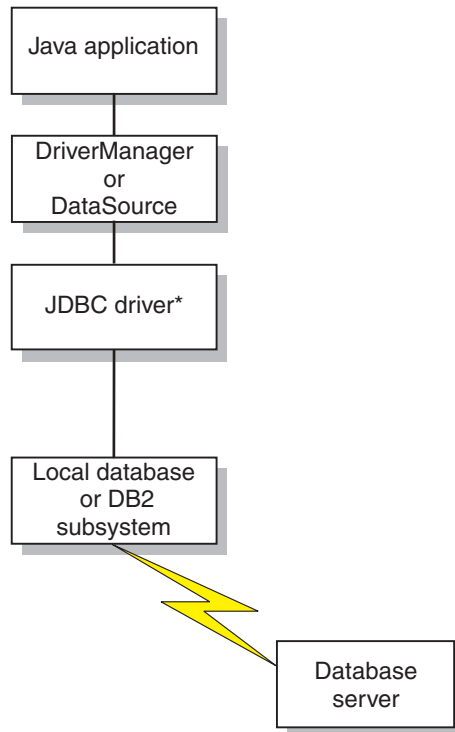 Java application
DriverManager
or
DataSource
JDBC driver*
Local database
or DB2
subsystem
Database
server